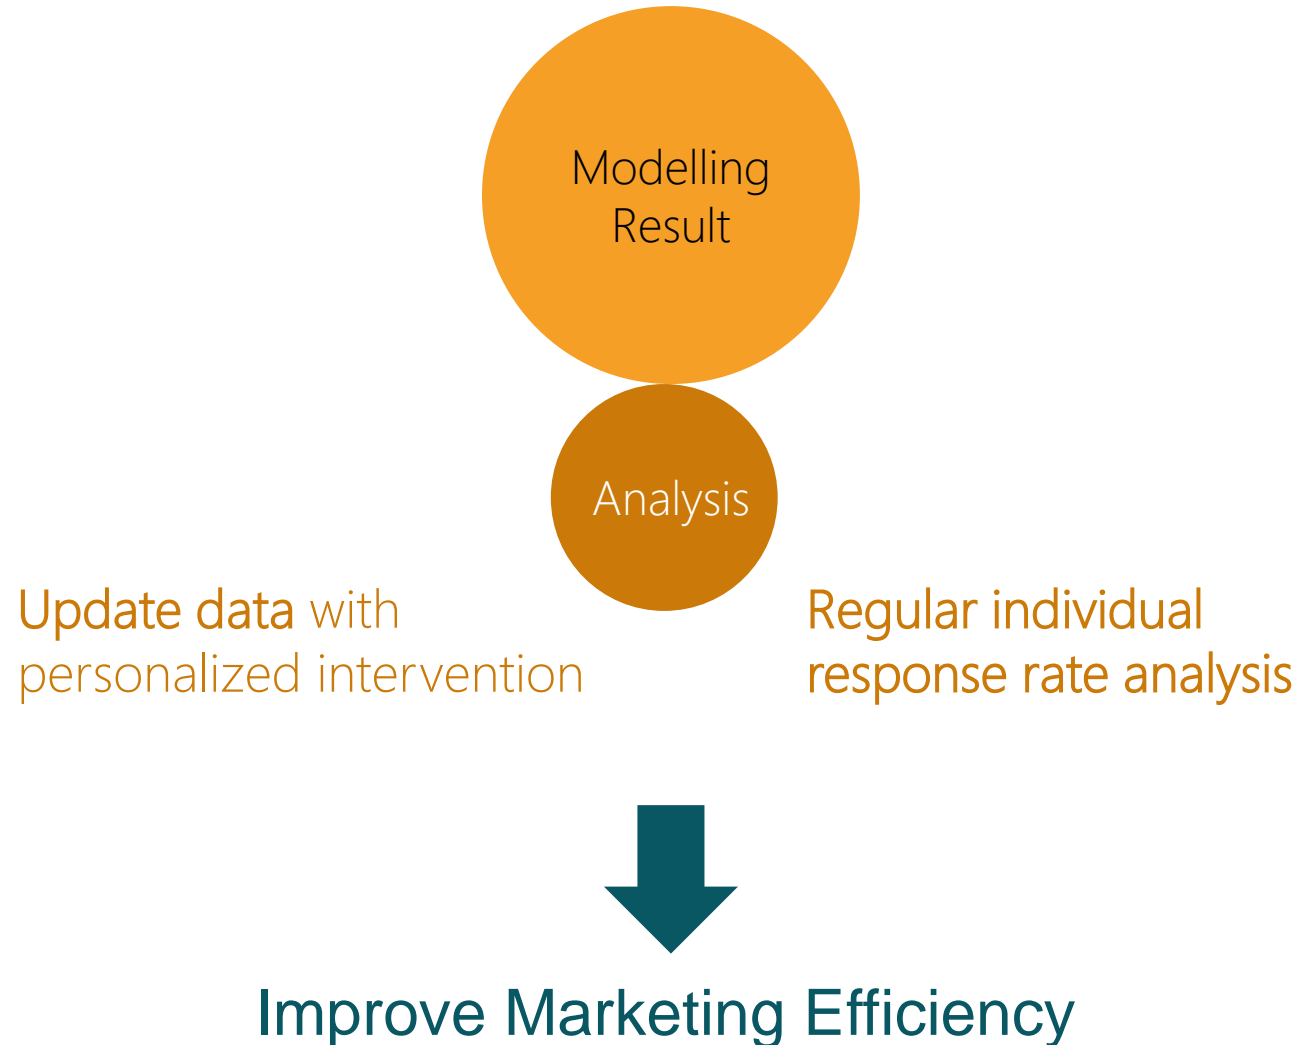 Modelling
Result
Analysis
Update data with
personalized intervention
Regular individual
response rate analysis
Improve Marketing Efficiency